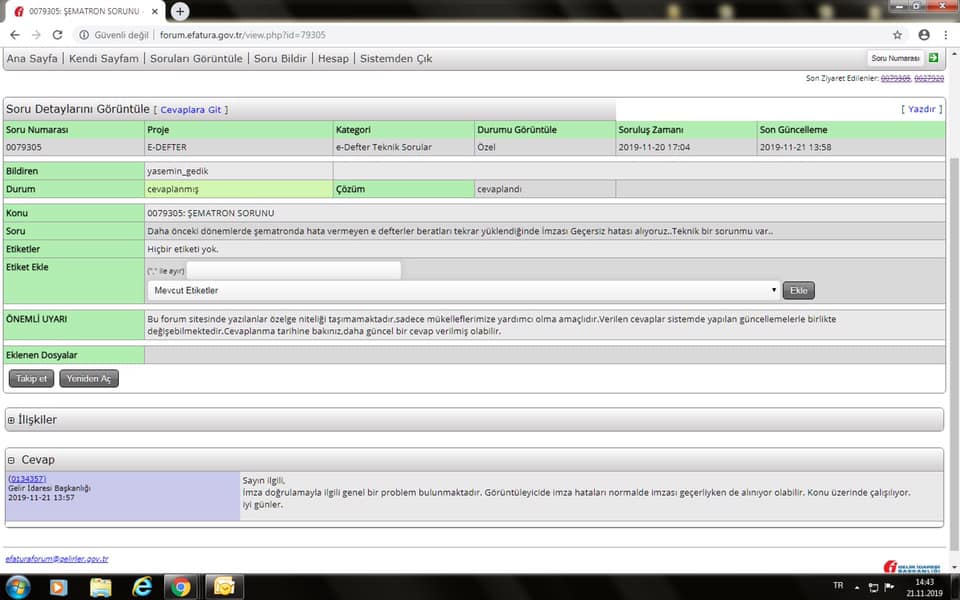 0079305: ŞEMATRON SORUNU -
Güvenli değil | forum.efatura.gov.tr/view.php?id=79305
Ana Sayfa | Kendi Sayfam | Soruları Görüntüle | Soru Bildir | Hesap | Sistemden Çık
Soru Numarası
Son Ziyaret Edilenler: 0079305, 0027920
Soru Detaylarını Görüntüle [ Cevaplara Git ]
[ Yazdır ]
Soru Numarası Proje Kategori Durumu Görüntüle Soruluş Zamanı Son Güncelleme
0079305 E-DEFTER e-Defter Teknik Sorular Özel 2019-11-20 17:04 2019-11-21 13:58
Bildiren yasemin_gedik
Durum cevaplanmış Çözüm cevaplandı
Konu 0079305: ŞEMATRON SORUNU
Soru Daha önceki dönemlerde şematronda hata vermeyen e defterler beratları tekrar yüklendiğinde İmzası Geçersiz hatası alıyoruz..Teknik bir sorunmu var..
Etiketler Hiçbir etiketi yok.
Etiket Ekle
("," ile ayır)
Mevcut Etiketler Ekle
ÖNEMLİ UYARI Bu forum sitesinde yazılanlar özelge niteliği taşımamaktadır,sadece mükelleflerimize yardımcı olma amaçlıdır.Verilen cevaplar sistemde yapılan güncellemelerle birlikte
değişebilmektedir.Cevaplanma tarihine bakınız,daha güncel bir cevap verilmiş olabilir.
Eklenen Dosyalar
Takip et Yeniden Aç
İlişkiler
Cevap
(0134357)
Gelir İdaresi Başkanlığı
2019-11-21 13:57
Sayın ilgili,
İmza doğrulamayla ilgili genel bir problem bulunmaktadır. Görüntüleyicide imza hataları normalde imzası geçerliyken de alınıyor olabilir. Konu üzerinde çalışılıyor.
iyi günler.
efaturaforum@gelirler.gov.tr
GELİR İDARESİ
BAŞKANLIĞI
TR
14:43
21.11.2019